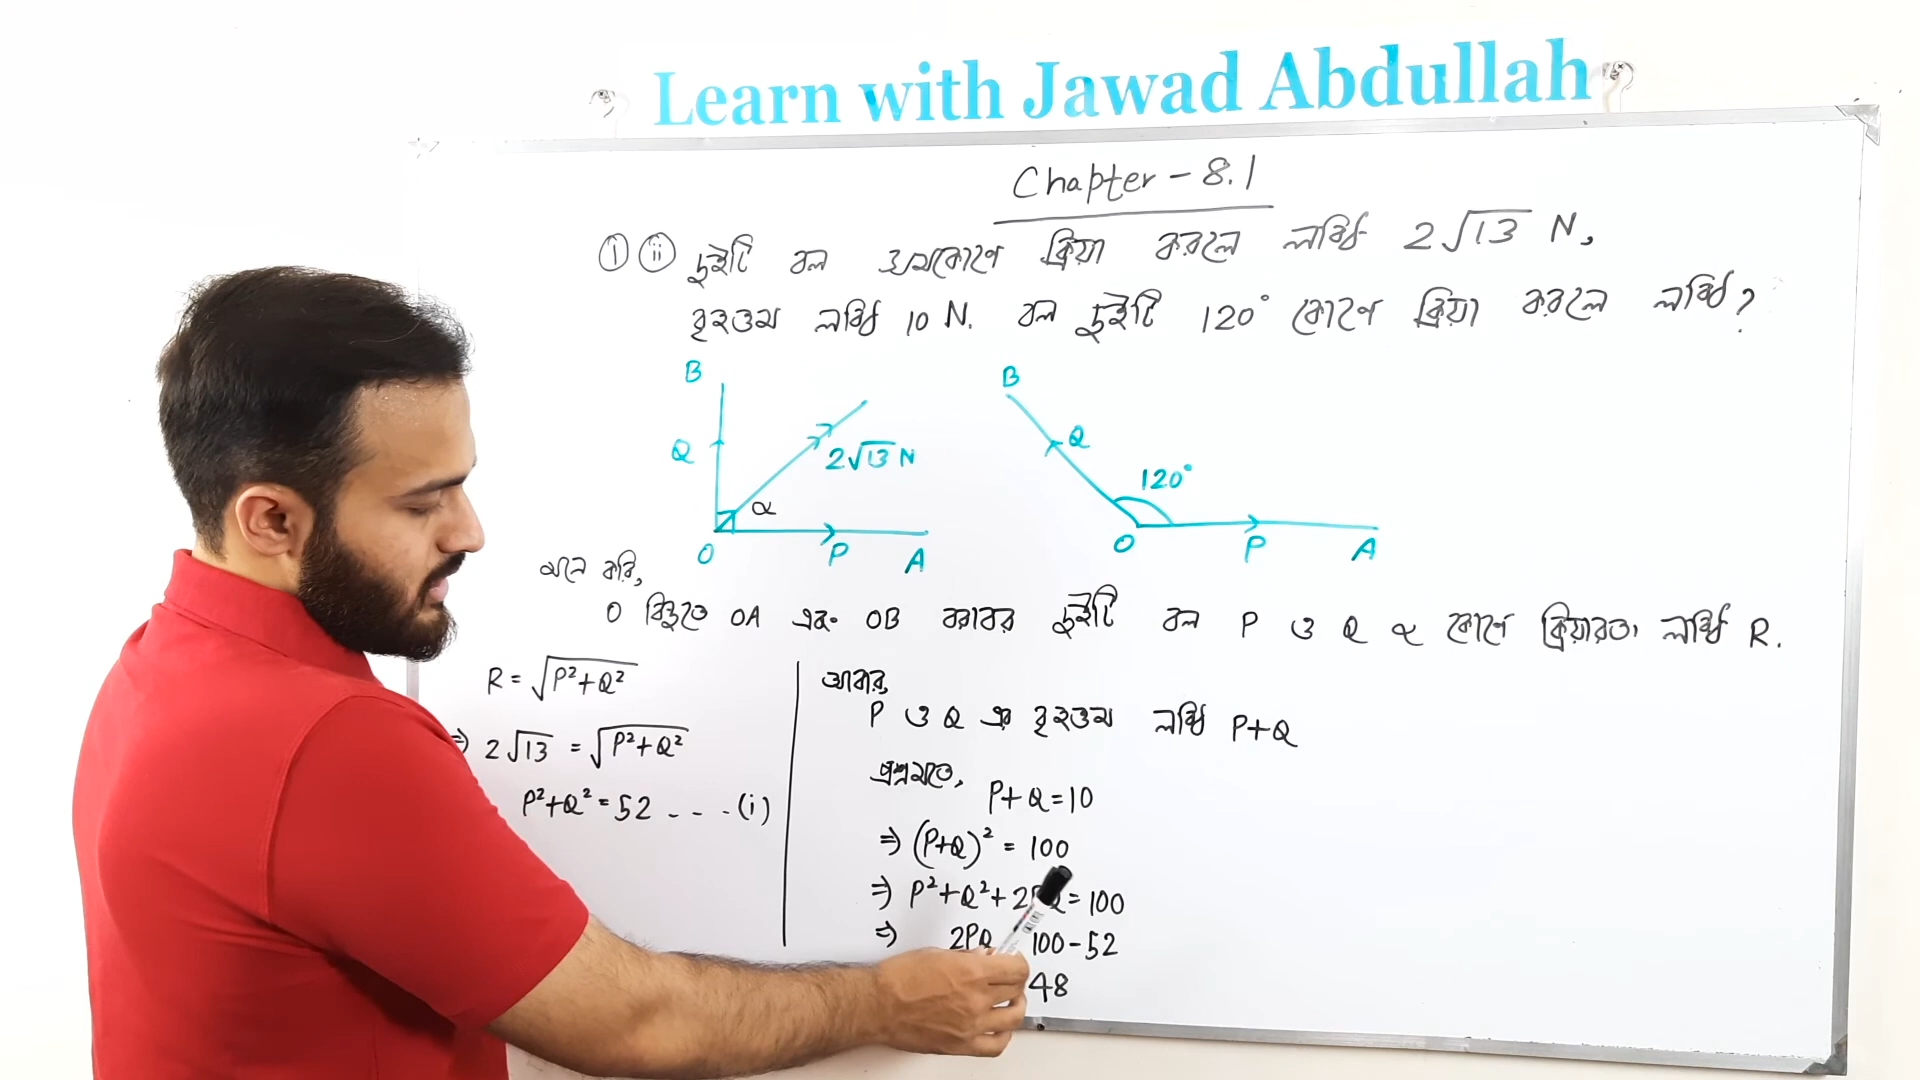 Learn with Jawad Abdullah
Chapter - 8.1
(i) (ii) দুইটি বল সমকোণে ক্রিয়া করলে লব্ধি 2√13 N,
বৃহত্তম লব্ধি 10 N. বল দুইটি 120° কোণে ক্রিয়া করলে লব্ধি?
B
Q
2√13 N
α
O
P
A
B
Q
120°
O
P
A
মনে করি,
O বিন্দুতে OA এবং OB বরাবর দুইটি বল P ও Q α কোণে ক্রিয়ারত। লব্ধি R.
R = √P²+Q²
⇒ 2√13 = √P²+Q²
P²+Q² = 52 - - - (i)
আবার,
P ও Q এর বৃহত্তম লব্ধি P+Q
প্রশ্নমতে,
P+Q=10
⇒ (P+Q)² = 100
⇒ P²+Q²+2 Q = 100
⇒ 2PQ 100-52
48